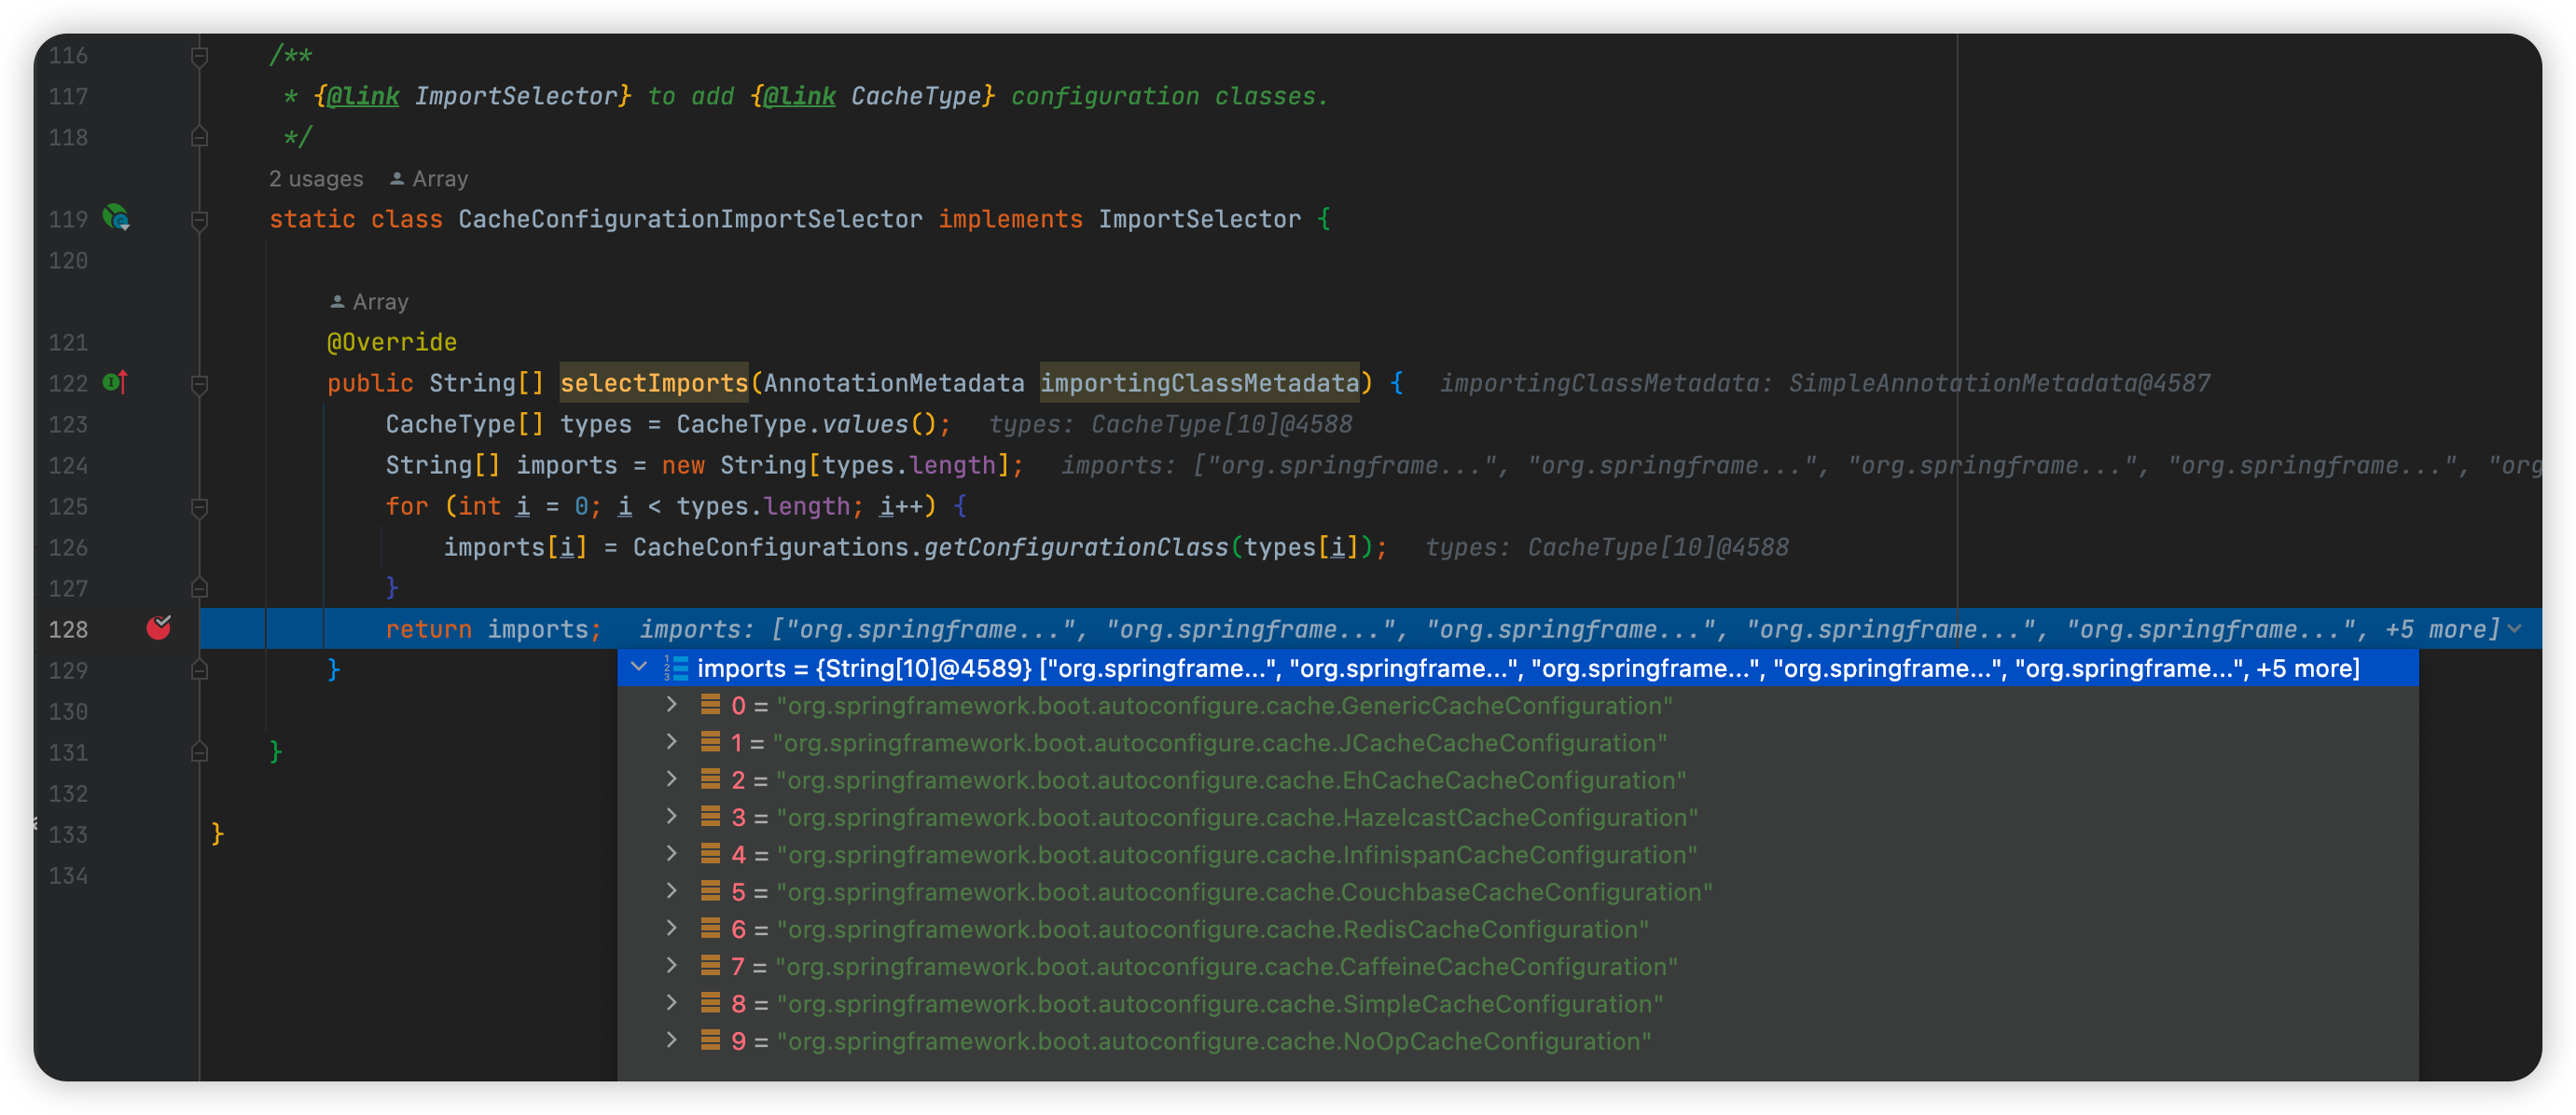 116 /**
117 * {@link ImportSelector} to add {@link CacheType} configuration classes.
118 */
2 usages Array
119 static class CacheConfigurationImportSelector implements ImportSelector {
120
Array
121 @Override
122 public String[] selectImports(AnnotationMetadata importingClassMetadata) { importingClassMetadata: SimpleAnnotationMetadata@4587
123 CacheType[] types = CacheType.values(); types: CacheType[10]@4588
124 String[] imports = new String[types.length]; imports: ["org.springframe...", "org.springframe...", "org.springframe...", "org.springframe...", "org
125 for (int i = 0; i < types.length; i++) {
126 imports[i] = CacheConfigurations.getConfigurationClass(types[i]); types: CacheType[10]@4588
127 }
128 return imports; imports: ["org.springframe...", "org.springframe...", "org.springframe...", "org.springframe...", "org.springframe...", +5 more]
129 }
imports = {String[10]@4589} ["org.springframe...", "org.springframe...", "org.springframe...", "org.springframe...", "org.springframe...", +5 more]
0 = "org.springframework.boot.autoconfigure.cache.GenericCacheConfiguration"
130
1 = "org.springframework.boot.autoconfigure.cache.JCacheCacheConfiguration"
131 }
2 = "org.springframework.boot.autoconfigure.cache.EhCacheCacheConfiguration"
132
3 = "org.springframework.boot.autoconfigure.cache.HazelcastCacheConfiguration"
133 }
4 = "org.springframework.boot.autoconfigure.cache.InfinispanCacheConfiguration"
134
5 = "org.springframework.boot.autoconfigure.cache.CouchbaseCacheConfiguration"
6 = "org.springframework.boot.autoconfigure.cache.RedisCacheConfiguration"
7 = "org.springframework.boot.autoconfigure.cache.CaffeineCacheConfiguration"
8 = "org.springframework.boot.autoconfigure.cache.SimpleCacheConfiguration"
9 = "org.springframework.boot.autoconfigure.cache.NoOpCacheConfiguration"